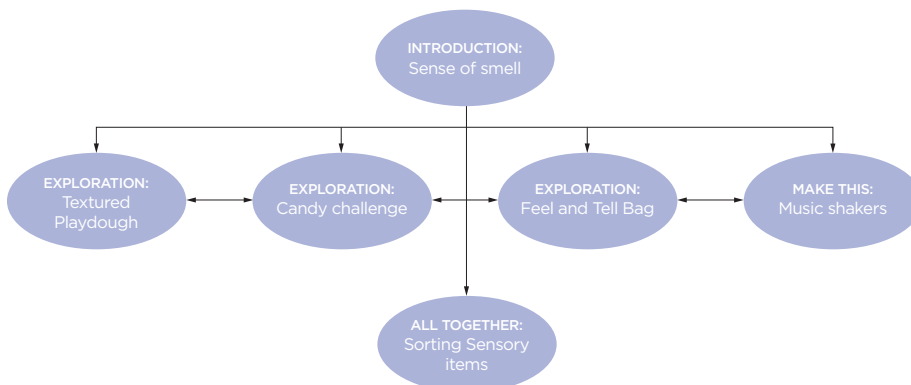 INTRODUCTION:
Sense of smell
EXPLORATION:
Textured
Playdough
EXPLORATION:
Candy challenge
EXPLORATION:
Feel and Tell Bag
MAKE THIS:
Music shakers
ALL TOGETHER:
Sorting Sensory
items